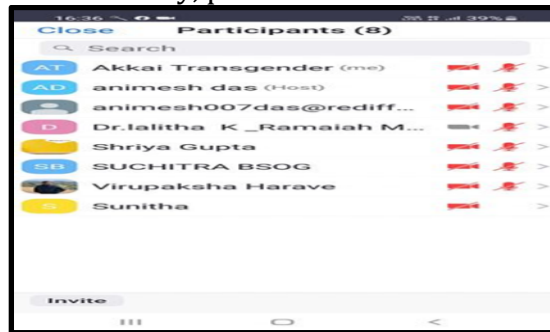 16:36 39%
Close Participants (8)
Search
AT Akkai Transgender (me)
AD animesh das (Host)
animesh007das@rediff...
D Dr.lalitha K _Ramaiah M...
Shriya Gupta
SB SUCHITRA BSOG
Virupaksha Harave
S Sunitha
Invite